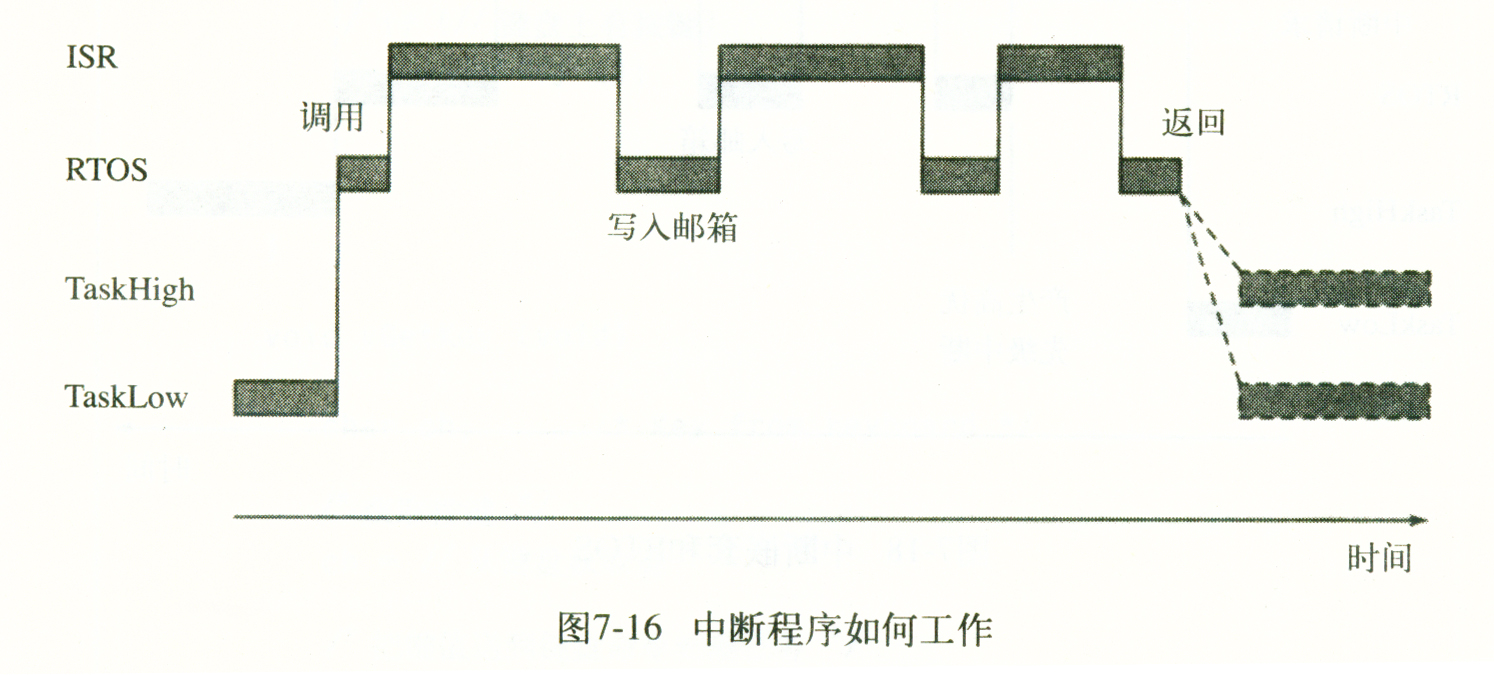 ISR
调用
返回
RTOS
写入邮箱
TaskHigh
TaskLow
时间
图7-16 中断程序如何工作